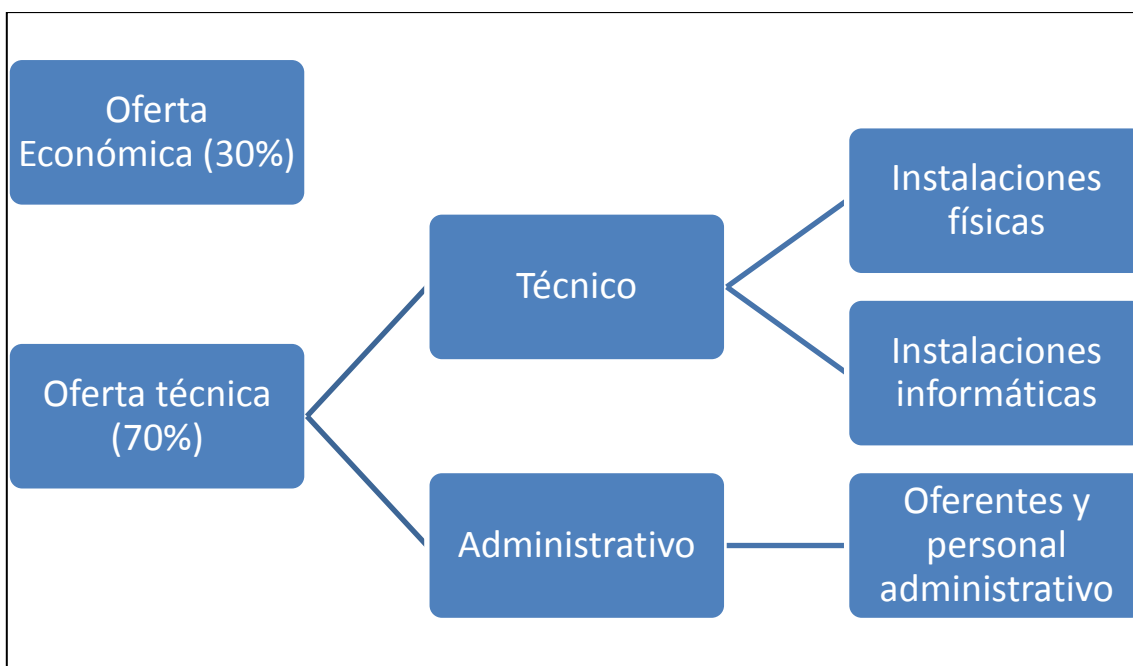 Oferta
Económica (30%)
Oferta técnica
(70%)
Técnico
Administrativo
Instalaciones
físicas
Instalaciones
informáticas
Oferentes y
personal
administrativo